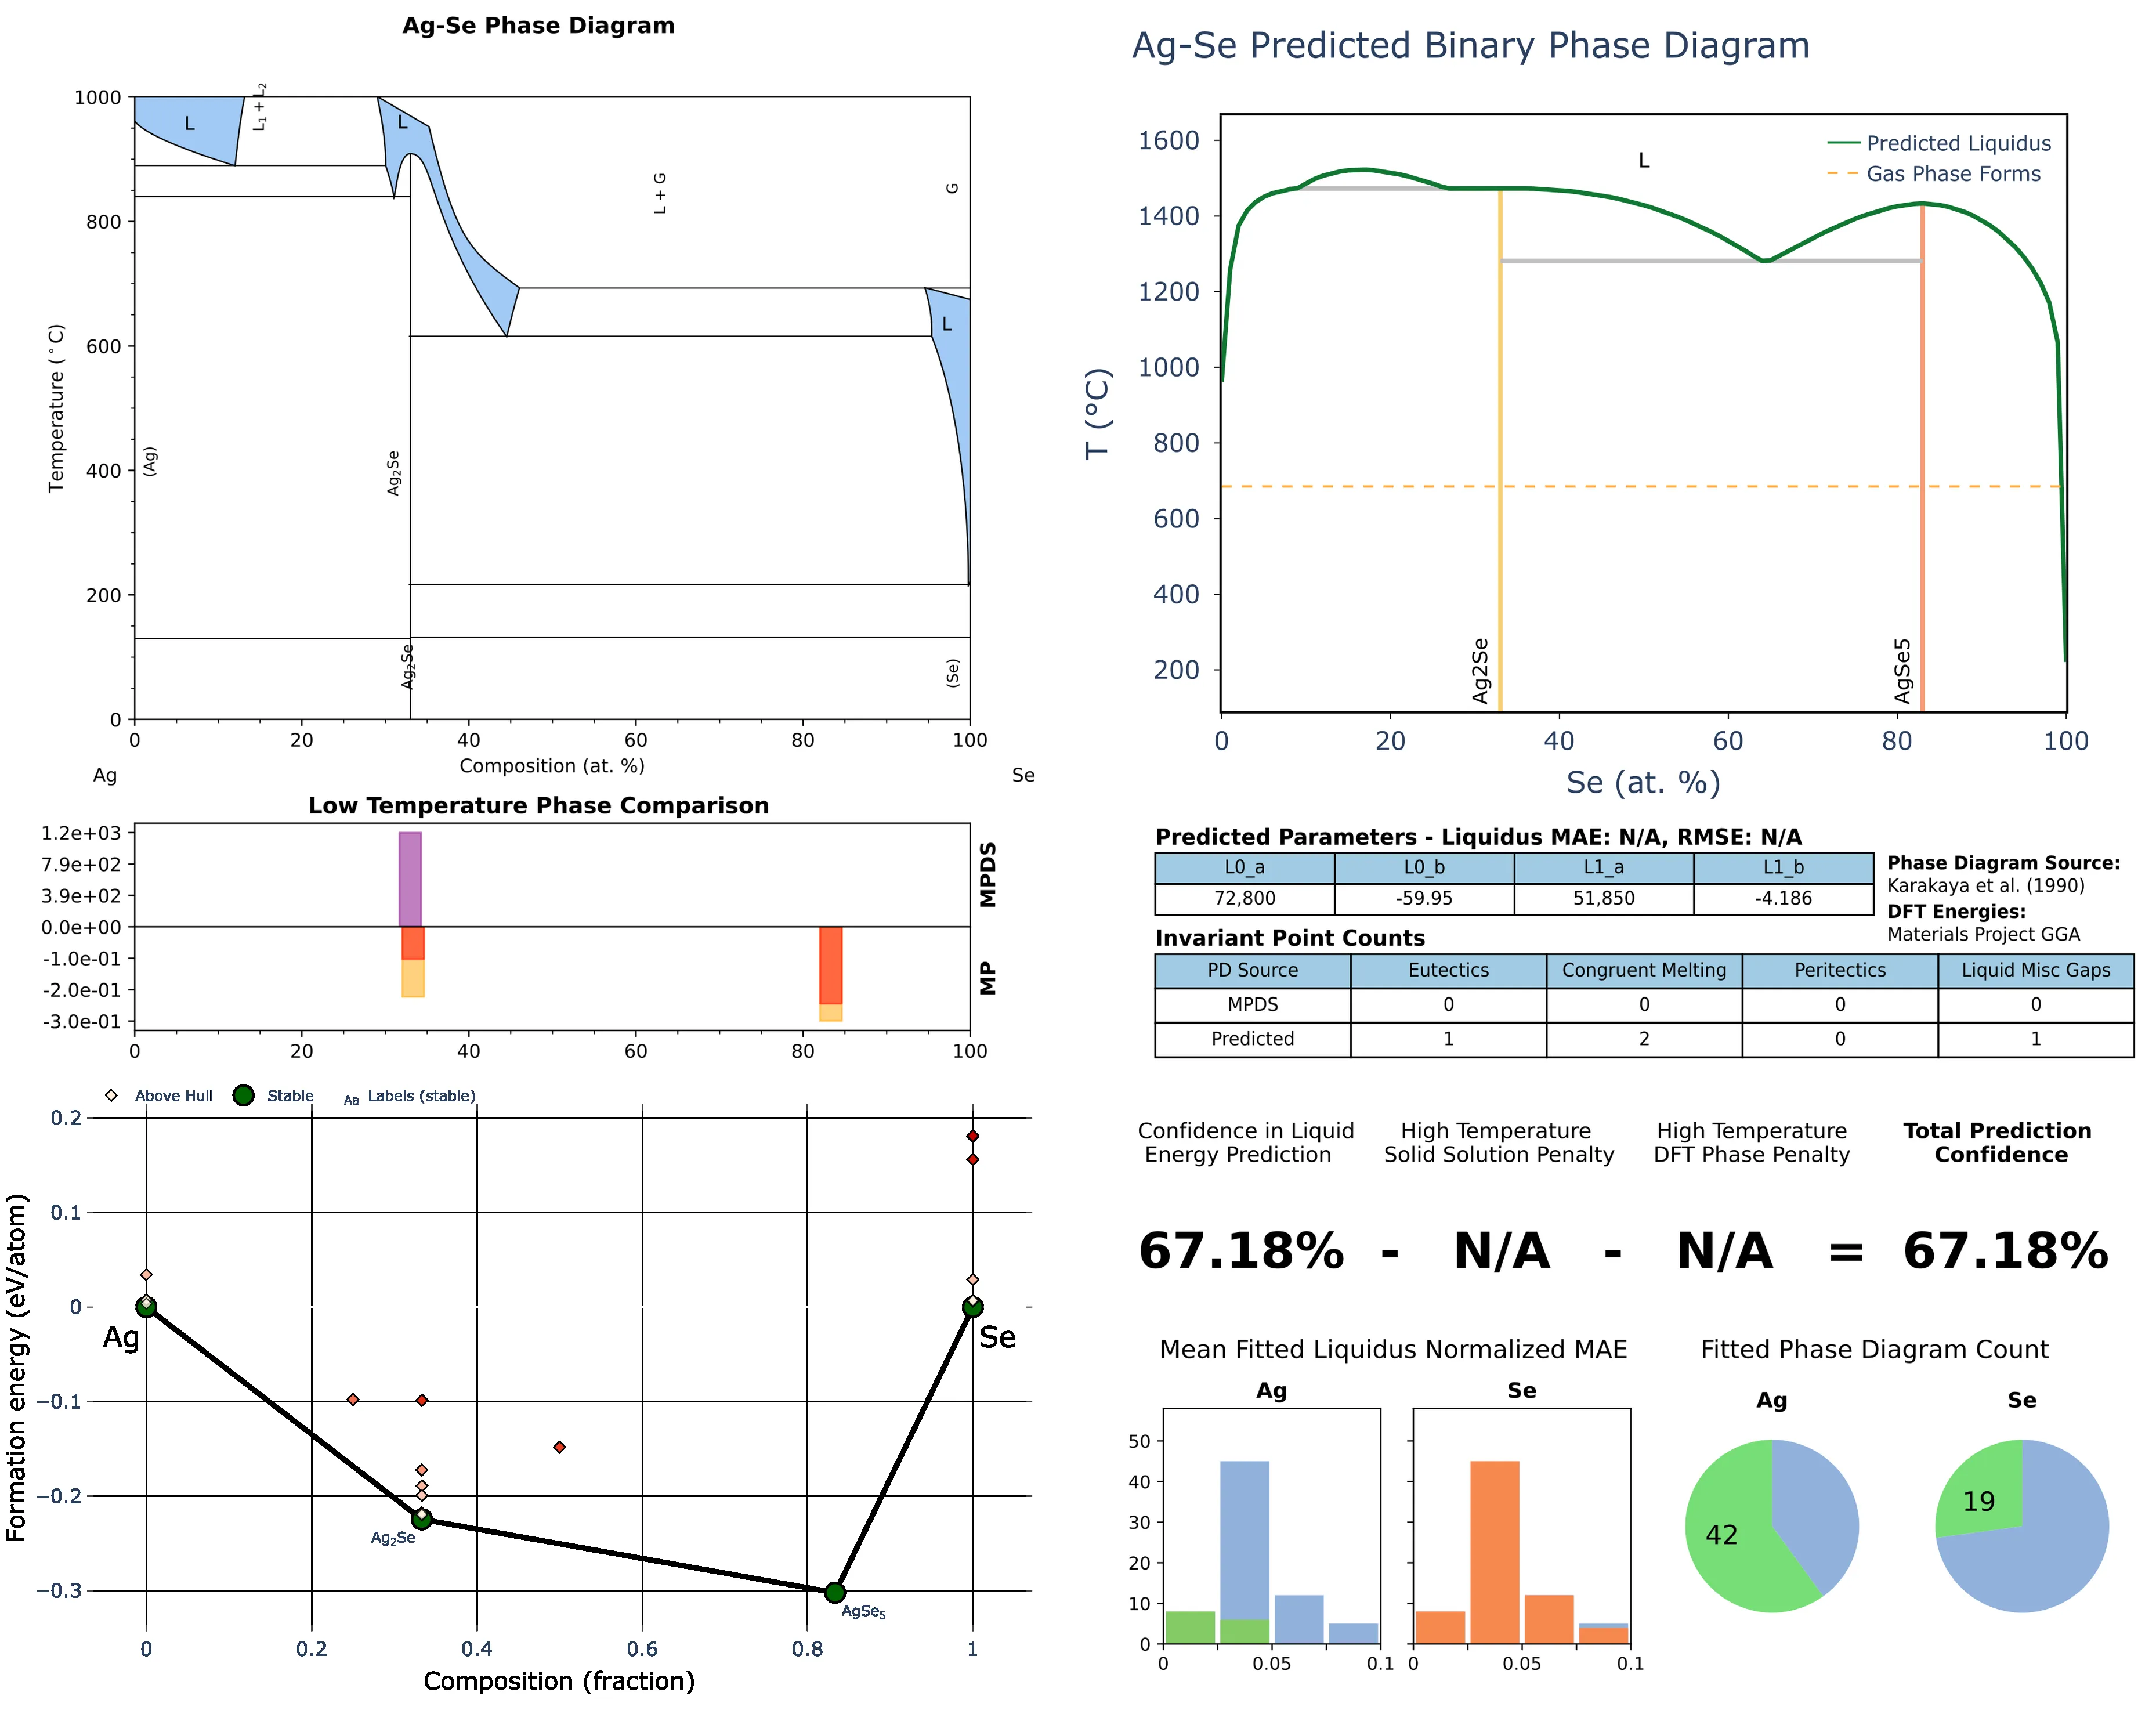 Ag-Se Phase Diagram
1000
800
600
400
200
0
Temperature (°C)
L
L₁ + L₂
L
L + G
G
L
(Ag)
Ag₂Se
Ag₂Se
(Se)
0 20 40 60 80 100
Composition (at. %)
Ag
Se
Low Temperature Phase Comparison
1.2e+03
7.9e+02
3.9e+02
0.0e+00
-1.0e-01
-2.0e-01
-3.0e-01
MPDS
MP
0 20 40 60 80 100
Above Hull Stable Aa Labels (stable)
0.2
0.1
0
−0.1
−0.2
−0.3
Formation energy (eV/atom)
Ag
Se
Ag₂Se
AgSe₅
0 0.2 0.4 0.6 0.8 1
Composition (fraction)
Ag-Se Predicted Binary Phase Diagram
1600
1400
1200
1000
800
600
400
200
T (°C)
L
Predicted Liquidus
Gas Phase Forms
Ag2Se
AgSe5
0 20 40 60 80 100
Se (at. %)
Predicted Parameters - Liquidus MAE: N/A, RMSE: N/A
L0_a L0_b L1_a L1_b
72,800 -59.95 51,850 -4.186
Phase Diagram Source:
Karakaya et al. (1990)
DFT Energies:
Materials Project GGA
Invariant Point Counts
PD Source Eutectics Congruent Melting Peritectics Liquid Misc Gaps
MPDS 0 0 0 0
Predicted 1 2 0 1
Confidence in Liquid
Energy Prediction
High Temperature
Solid Solution Penalty
High Temperature
DFT Phase Penalty
Total Prediction
Confidence
67.18% - N/A - N/A = 67.18%
Mean Fitted Liquidus Normalized MAE
Ag
Se
50
40
30
20
10
0
0 0.05 0.1
0 0.05 0.1
Fitted Phase Diagram Count
Ag
Se
42
19